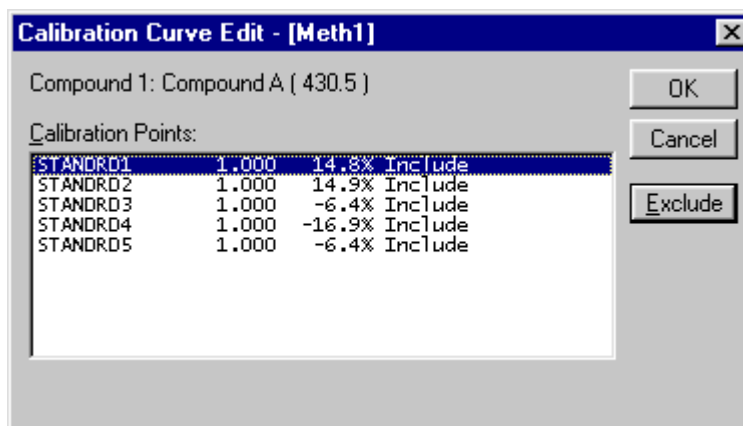 Calibration Curve Edit - [Meth1]
Compound 1: Compound A ( 430.5 )
OK
Calibration Points:
Cancel
STANDRD1 1.000 14.8% Include
STANDRD2 1.000 14.9% Include
STANDRD3 1.000 -6.4% Include
STANDRD4 1.000 -16.9% Include
STANDRD5 1.000 -6.4% Include
Exclude